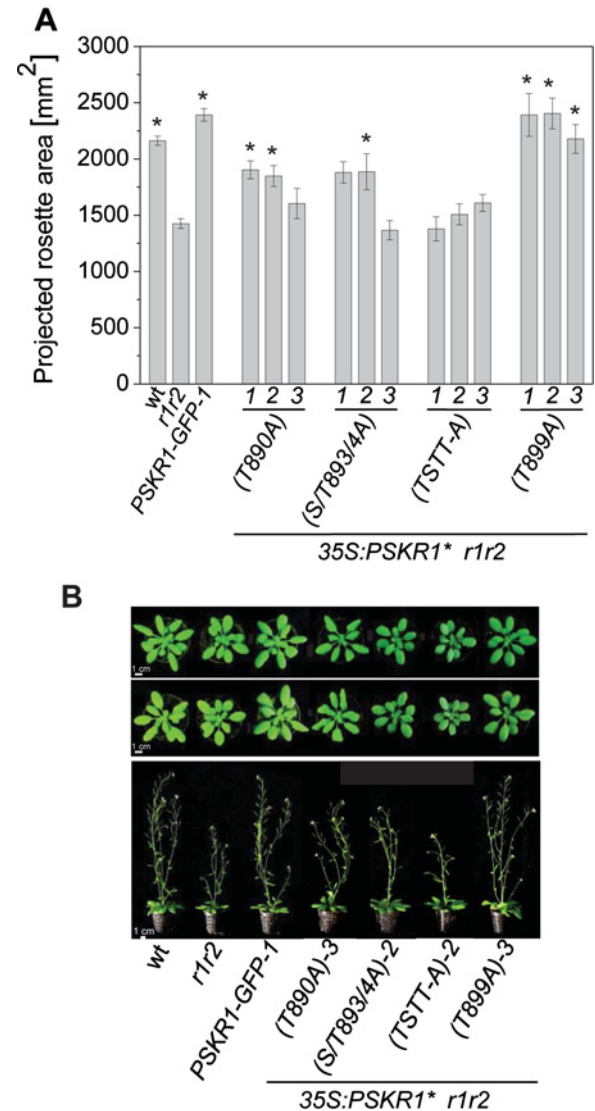 A
Projected rosette area [mm²]
3000
2500
2000
1500
1000
500
0
* * * * * * * *
wt
r1r2
PSKR1-GFP-1
1 2 3 1 2 3 1 2 3 1 2 3
(T890A)
(S/T893/4A)
(TSTT-A)
(T899A)
35S:PSKR1* r1r2
B
1 cm
1 cm
1 cm
wt
r1r2
PSKR1-GFP-1
(T890A)-3
(S/T893/4A)-2
(TSTT-A)-2
(T899A)-3
35S:PSKR1* r1r2